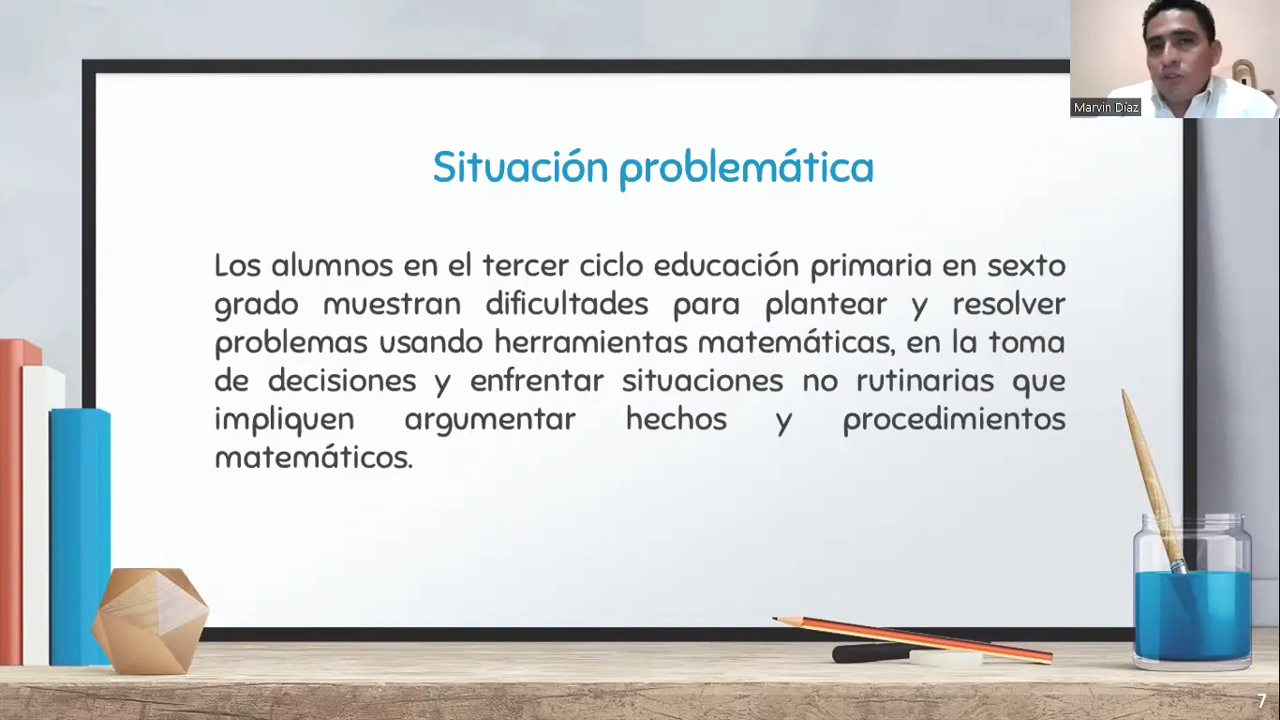 Marvin Díaz
Situación problemática
Los alumnos en el tercer ciclo educación primaria en sexto
grado muestran dificultades para plantear y resolver
problemas usando herramientas matemáticas, en la toma
de decisiones y enfrentar situaciones no rutinarias que
impliquen argumentar hechos y procedimientos
matemáticos.
7